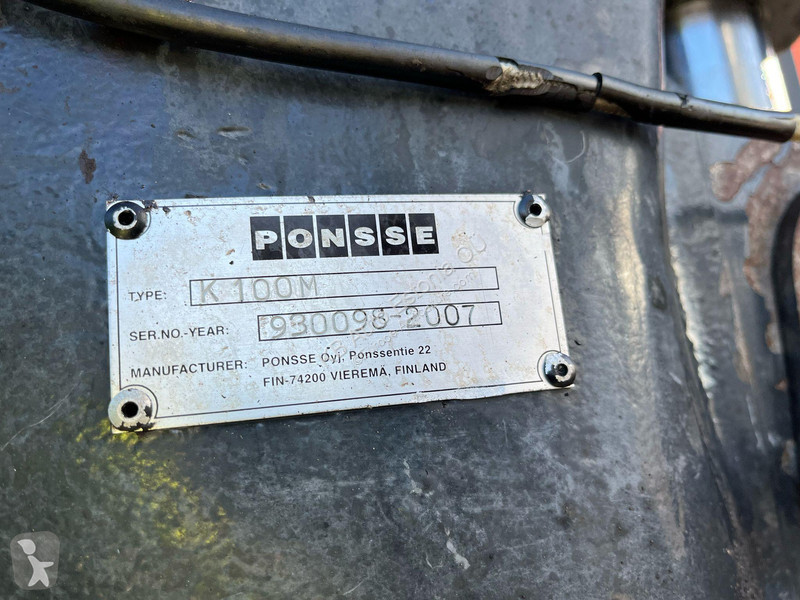 PONSSE
TYPE: K 100M
SER.NO.-YEAR: 930098-2007
MANUFACTURER: PONSSE Oyj, Ponssentie 22
FIN-74200 VIEREMÄ, FINLAND